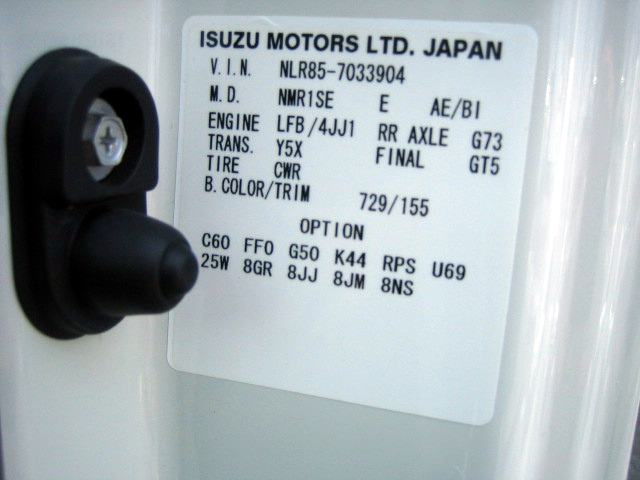 ISUZU MOTORS LTD. JAPAN
V.I.N. NLR85-7033904
M.D. NMR1SE E AE/BI
ENGINE LFB/4JJ1 RR AXLE G73
TRANS. Y5X FINAL GT5
TIRE CWR
B.COLOR/TRIM 729/155
OPTION
C60 FF0 G50 K44 RPS U69
25W 8GR 8JJ 8JM 8NS